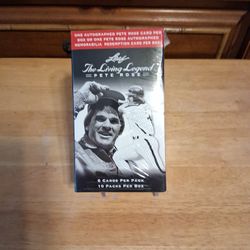 ONE AUTOGRAPHED PETE ROSE CARD PER
BOX OR ONE PETE ROSE AUTOGRAPHED
MEMORABILIA REDEMPTION CARD PER BOX!
Leaf
The Living Legend
PETE ROSE
5 CARDS PER PACK
10 PACKS PER BOX